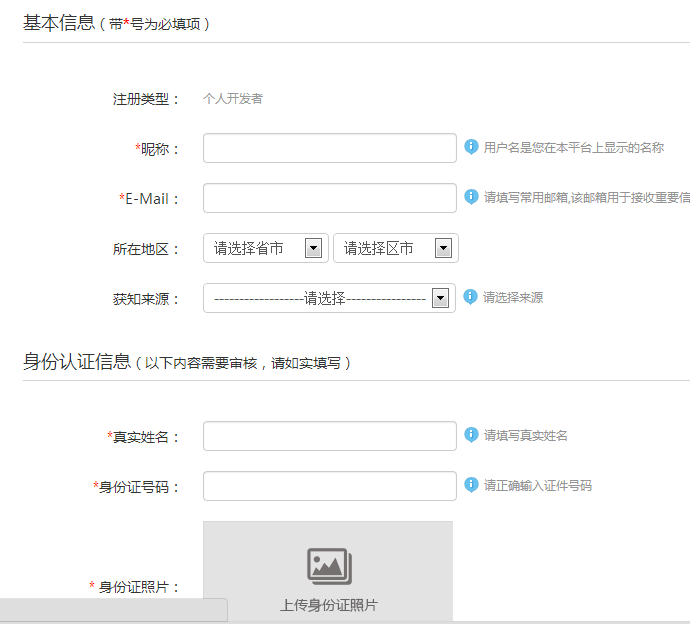 基本信息（带*号为必填项）
注册类型： 个人开发者
*昵称： 用户名是您在本平台上显示的名称
*E-Mail： 请填写常用邮箱,该邮箱用于接收重要信
所在地区： 请选择省市 请选择区市
获知来源： ------------------请选择---------------- 请选择来源
身份认证信息（以下内容需要审核，请如实填写）
*真实姓名： 请填写真实姓名
*身份证号码： 请正确输入证件号码
* 身份证照片：
上传身份证照片